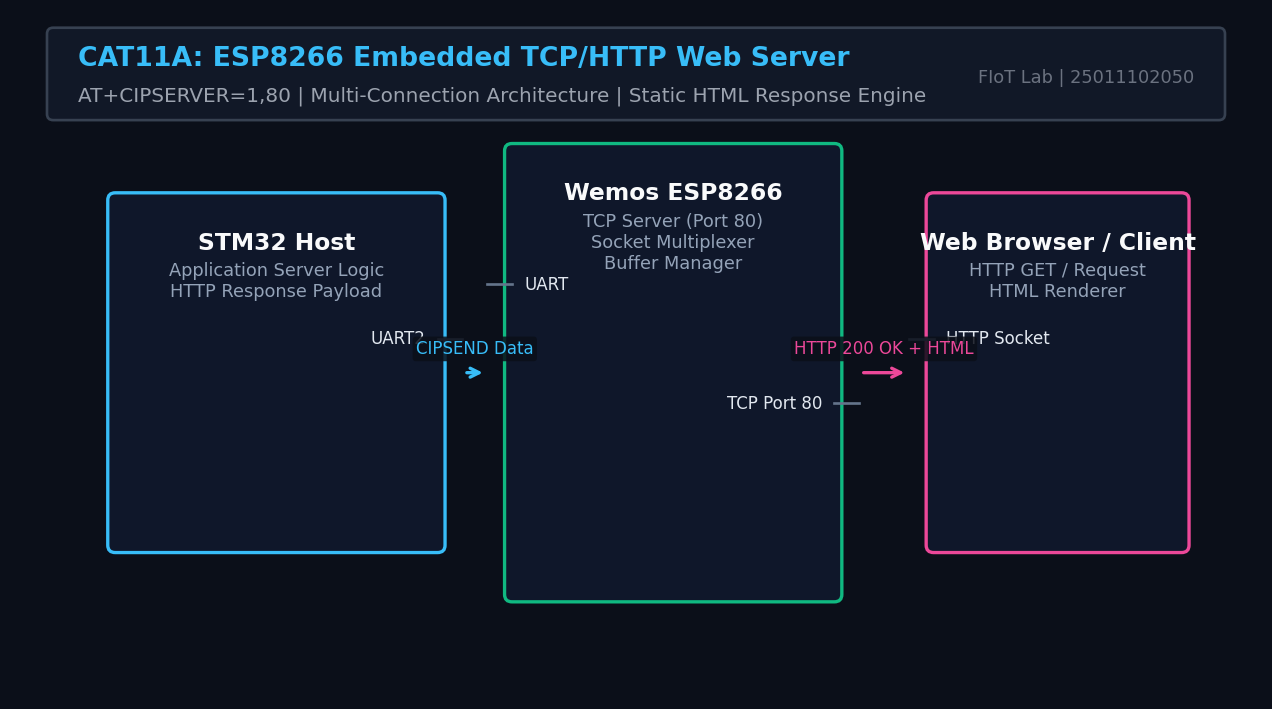 CAT11A: ESP8266 Embedded TCP/HTTP Web Server
AT+CIPSERVER=1,80 | Multi-Connection Architecture | Static HTML Response Engine
FIoT Lab | 25011102050
STM32 Host
Application Server Logic
HTTP Response Payload
UART2
CIPSEND Data
Wemos ESP8266
TCP Server (Port 80)
Socket Multiplexer
Buffer Manager
UART
TCP Port 80
HTTP 200 OK + HTML
Web Browser / Client
HTTP GET / Request
HTML Renderer
HTTP Socket